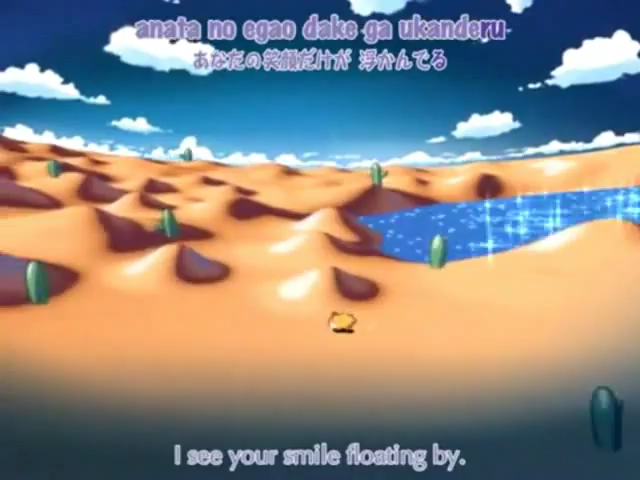 anata no egao dake ga ukanderu
あなたの笑顔だけが 浮かんでる
I see your smile floating by.